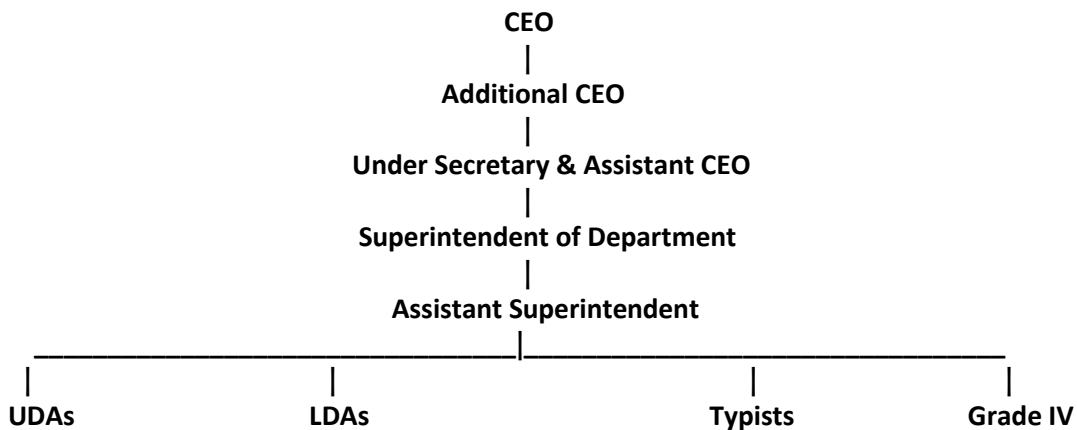 CEO
Additional CEO
Under Secretary & Assistant CEO
Superintendent of Department
Assistant Superintendent
UDAs LDAs Typists Grade IV